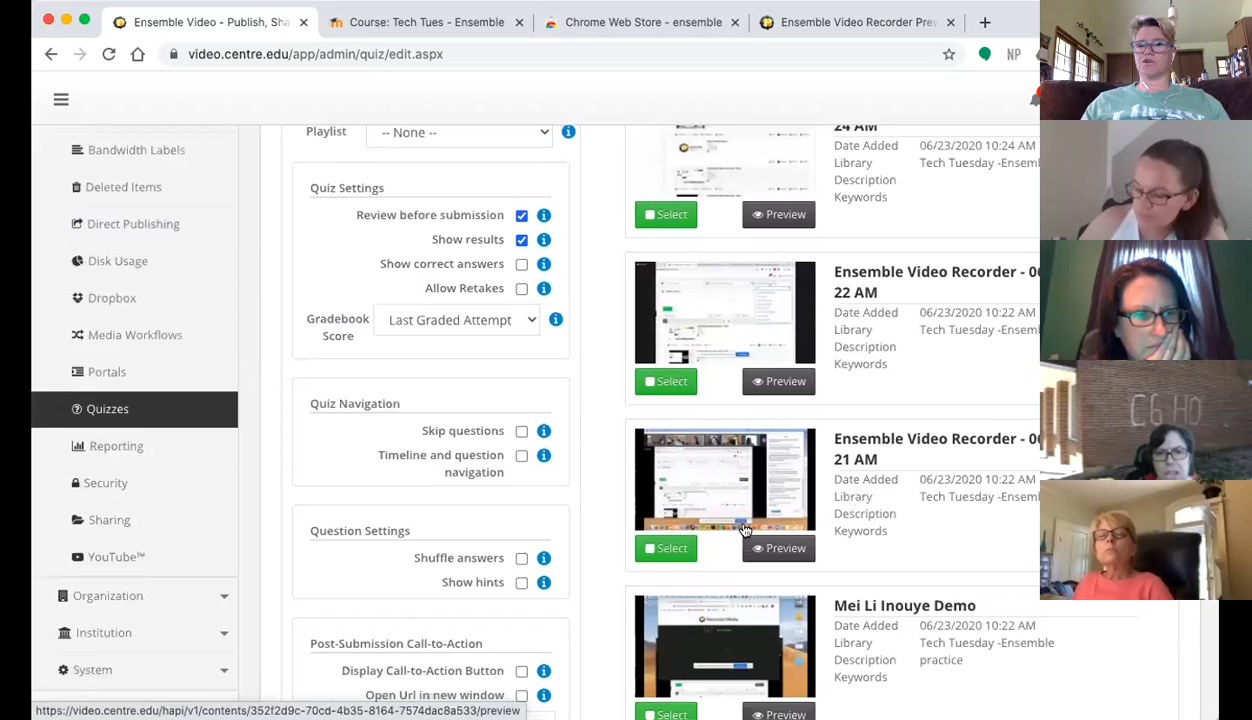 Ensemble Video - Publish, Sha
Course: Tech Tues - Ensemble
Chrome Web Store - ensemble
Ensemble Video Recorder Prev
video.centre.edu/app/admin/quiz/edit.aspx
NP
Bandwidth Labels
Deleted Items
Direct Publishing
Disk Usage
Dropbox
Media Workflows
Portals
Quizzes
Reporting
Security
Sharing
YouTube™
Organization
Institution
System
Playlist
-- None --
Quiz Settings
Review before submission
Show results
Show correct answers
Allow Retakes
Gradebook Score
Last Graded Attempt
Quiz Navigation
Skip questions
Timeline and question
navigation
Question Settings
Shuffle answers
Show hints
Post-Submission Call-to-Action
Display Call-to-Action Button
Open Url in new window
24 AM
Date Added 06/23/2020 10:24 AM
Library Tech Tuesday -Ensemble
Description
Keywords
Select
Preview
Ensemble Video Recorder - 06
22 AM
Date Added 06/23/2020 10:22 AM
Library Tech Tuesday -Ensemble
Description
Keywords
Select
Preview
Ensemble Video Recorder - 06
21 AM
Date Added 06/23/2020 10:22 AM
Library Tech Tuesday -Ensemble
Description
Keywords
Select
Preview
Mei Li Inouye Demo
Date Added 06/23/2020 10:22 AM
Library Tech Tuesday -Ensemble
Description practice
Keywords
Select
Preview
https://video.centre.edu/hapi/v1/contents/352f2d9c-70cd-4b35-8164-7574dac8a533/preview